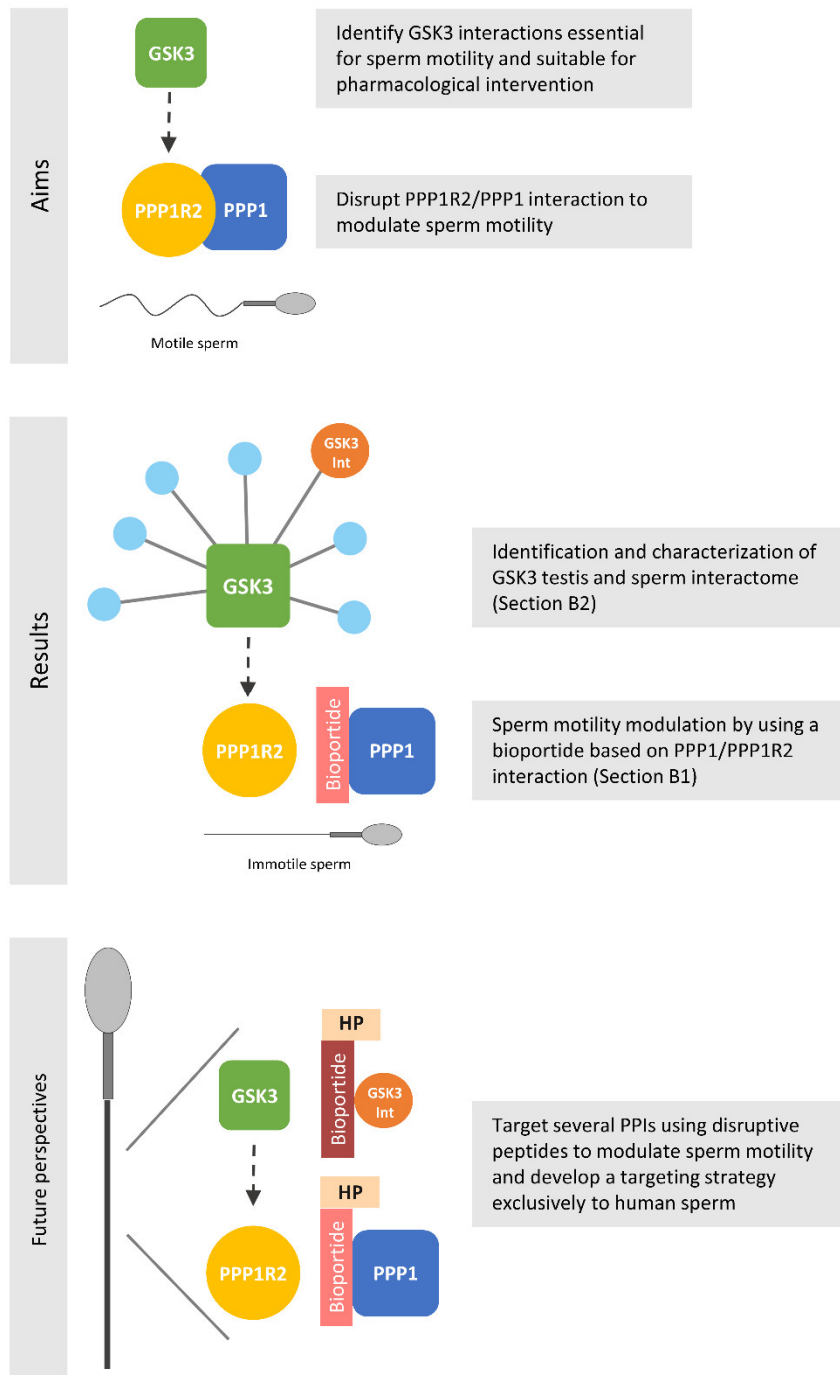 Aims
GSK3
Identify GSK3 interactions essential
for sperm motility and suitable for
pharmacological intervention
PPP1R2
PPP1
Disrupt PPP1R2/PPP1 interaction to
modulate sperm motility
Motile sperm
Results
GSK3
Int
GSK3
Identification and characterization of
GSK3 testis and sperm interactome
(Section B2)
PPP1R2
Bioportide
PPP1
Sperm motility modulation by using a
bioportide based on PPP1/PPP1R2
interaction (Section B1)
Immotile sperm
Future perspectives
HP
GSK3
Bioportide
GSK3
Int
Target several PPIs using disruptive
peptides to modulate sperm motility
and develop a targeting strategy
exclusively to human sperm
HP
PPP1R2
Bioportide
PPP1